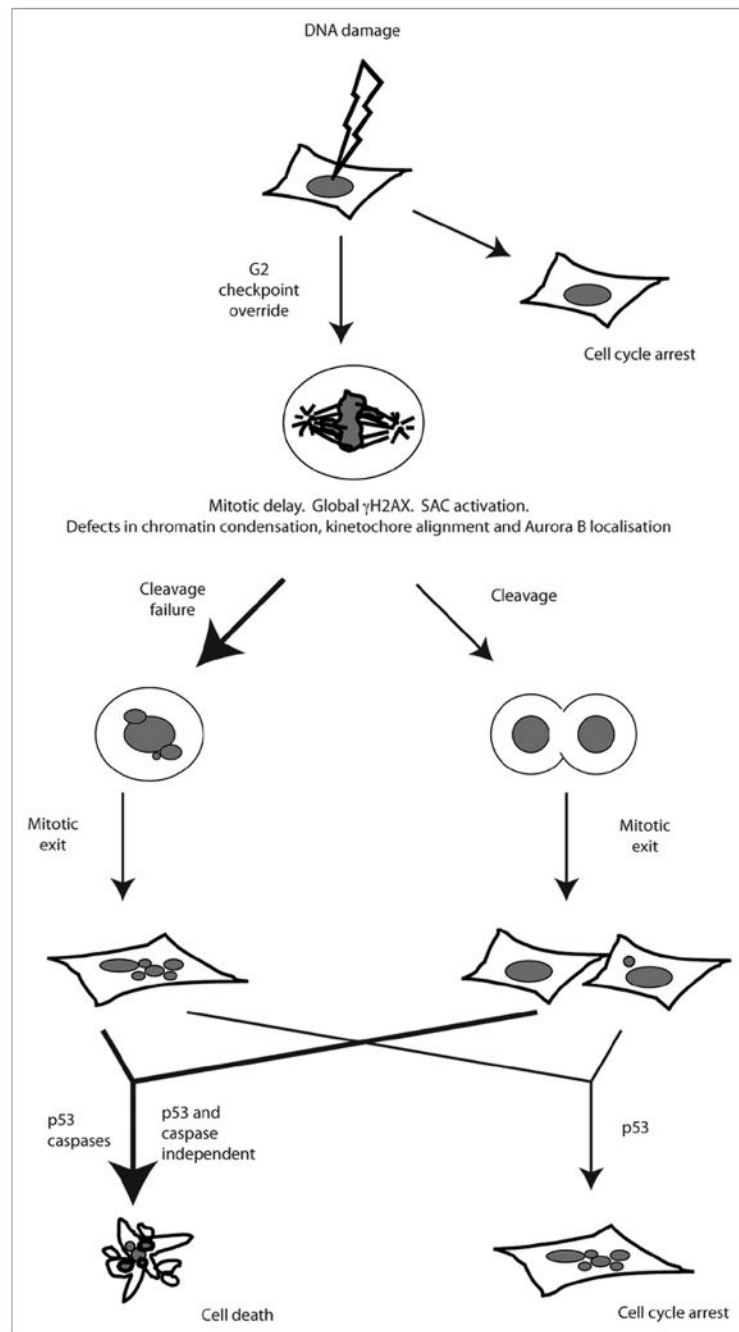 DNA damage
G2
checkpoint
override
Cell cycle arrest
Mitotic delay. Global γH2AX. SAC activation.
Defects in chromatin condensation, kinetochore alignment and Aurora B localisation
Cleavage
failure
Cleavage
Mitotic
exit
Mitotic
exit
p53
caspases
p53 and
caspase
independent
p53
Cell death
Cell cycle arrest